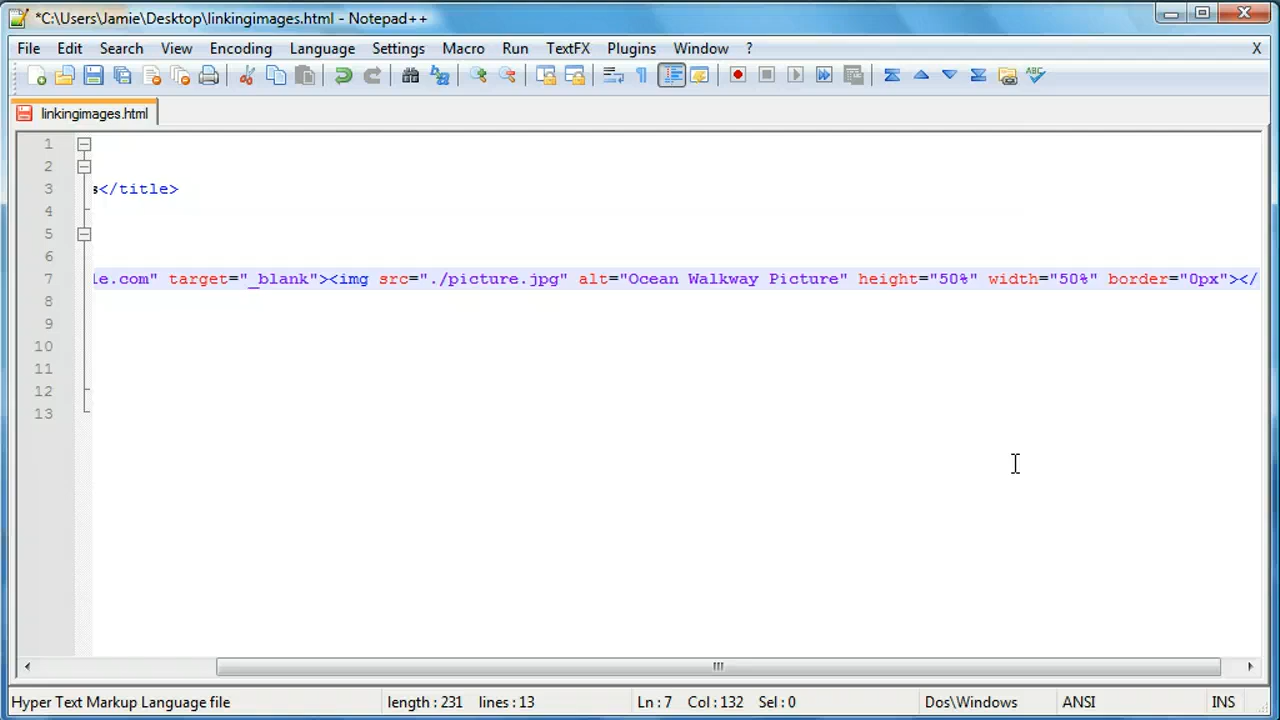 *C:\Users\Jamie\Desktop\linkingimages.html - Notepad++
File Edit Search View Encoding Language Settings Macro Run TextFX Plugins Window ? X
linkingimages.html
1
2
3 s</title>
4
5
6
7 le.com" target="_blank"><img src="./picture.jpg" alt="Ocean Walkway Picture" height="50%" width="50%" border="0px"></
8
9
10
11
12
13
Hyper Text Markup Language file length : 231 lines : 13 Ln : 7 Col : 132 Sel : 0 Dos\Windows ANSI INS